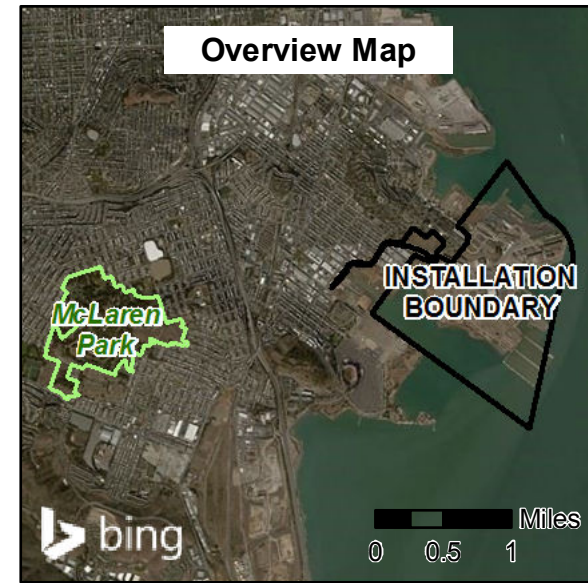 Overview Map
INSTALLATION
BOUNDARY
McLaren
Park
bing
Miles
0 0.5 1